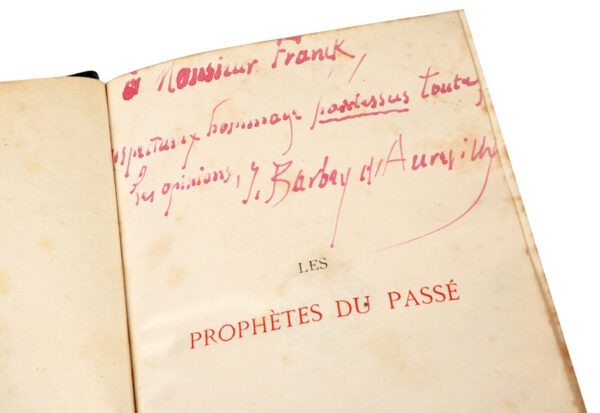 à Monsieur Franck,
respectueux hommage pardessus toutes
les opinions, J. Barbey d'Aurevilly
LES
PROPHÈTES DU PASSÉ